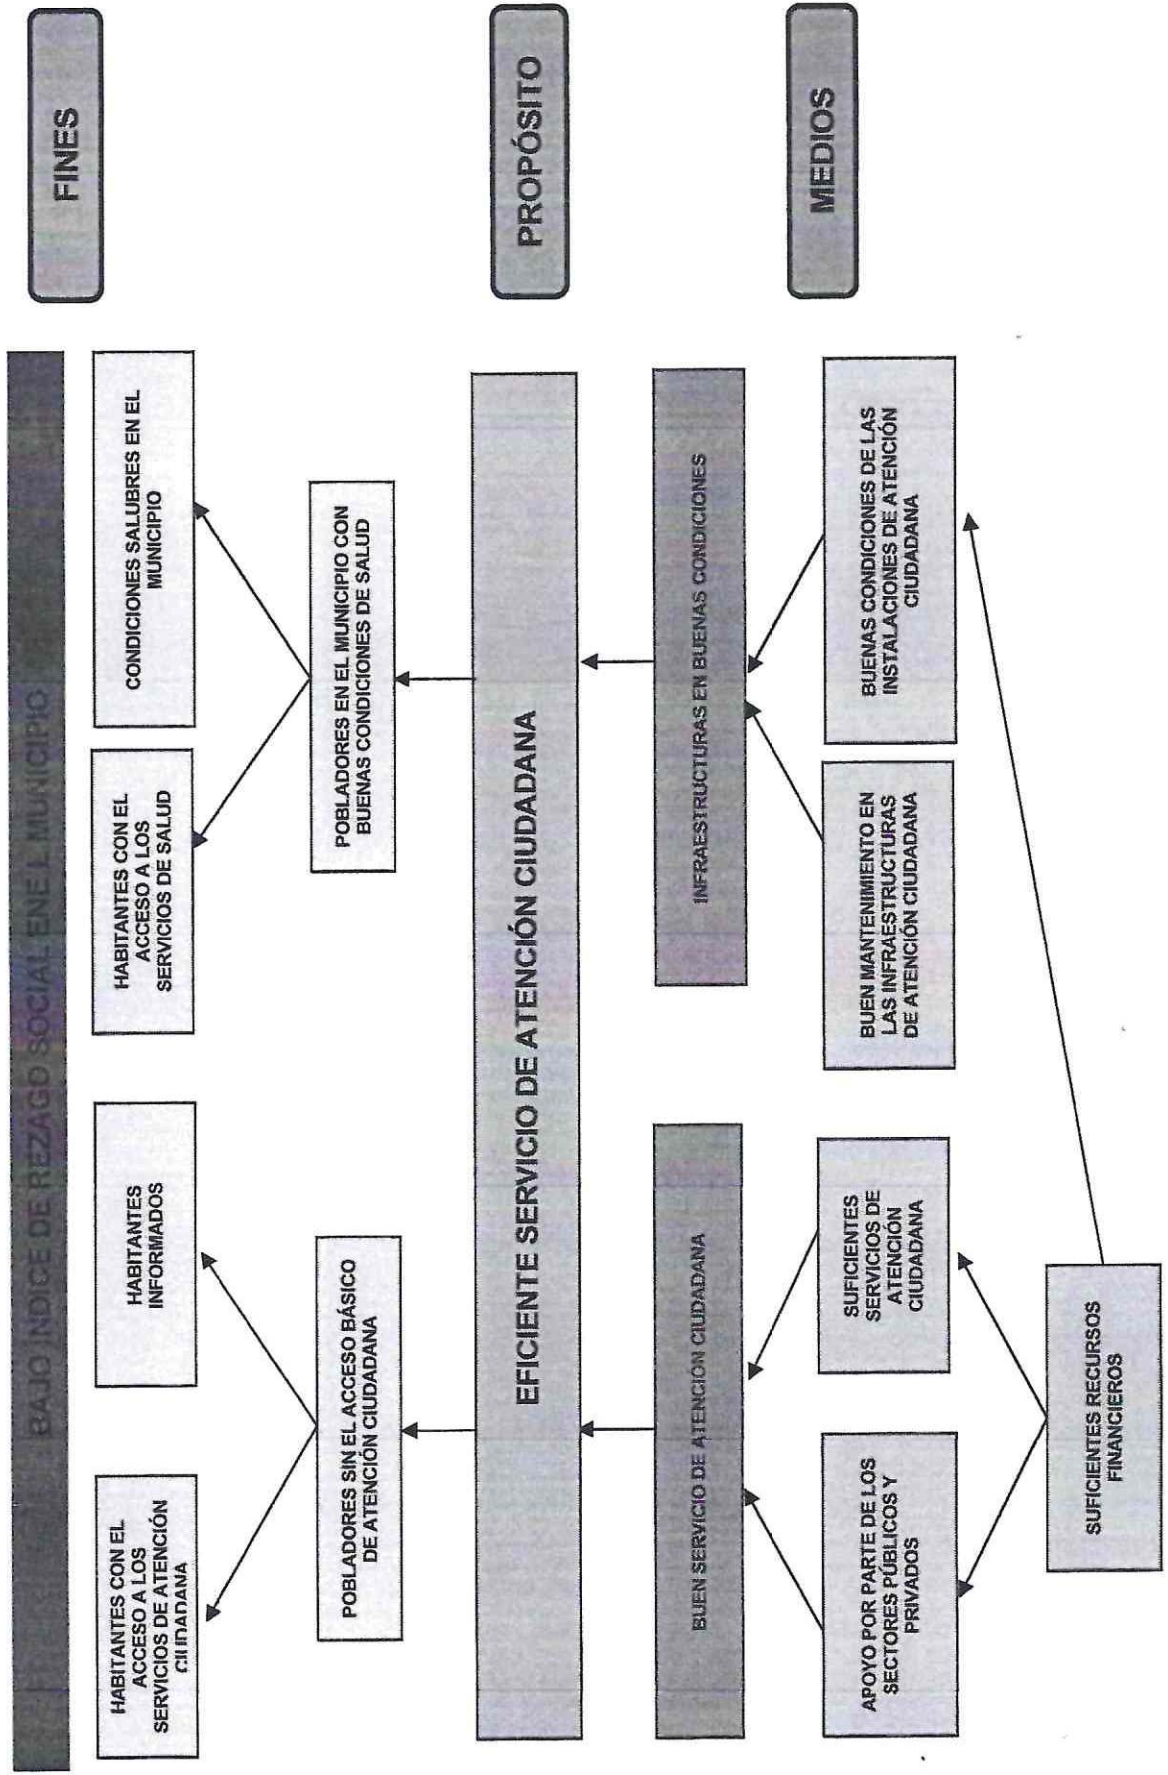 BAJO INDICE DE REZAGO SOCIAL ENE L MUNICIPIO
FINES
HABITANTES CON EL
ACCESO A LOS
SERVICIOS DE ATENCIÓN
CIUDADANA
HABITANTES
INFORMADOS
HABITANTES CON EL
ACCESO A LOS
SERVICIOS DE SALUD
CONDICIONES SALUBRES EN EL
MUNICIPIO
POBLADORES SIN EL ACCESO BÁSICO
DE ATENCIÓN CIUDADANA
POBLADORES EN EL MUNICIPIO CON
BUENAS CONDICIONES DE SALUD
EFICIENTE SERVICIO DE ATENCIÓN CIUDADANA
PROPÓSITO
BUEN SERVICIO DE ATENCIÓN CIUDADANA
INFRAESTRUCTURAS EN BUENAS CONDICIONES
MEDIOS
APOYO POR PARTE DE LOS
SECTORES PÚBLICOS Y
PRIVADOS
SUFICIENTES
SERVICIOS DE
ATENCIÓN
CIUDADANA
BUEN MANTENIMIENTO EN
LAS INFRAESTRUCTURAS
DE ATENCIÓN CIUDADANA
BUENAS CONDICIONES DE LAS
INSTALACIONES DE ATENCIÓN
CIUDADANA
SUFICIENTES RECURSOS
FINANCIEROS